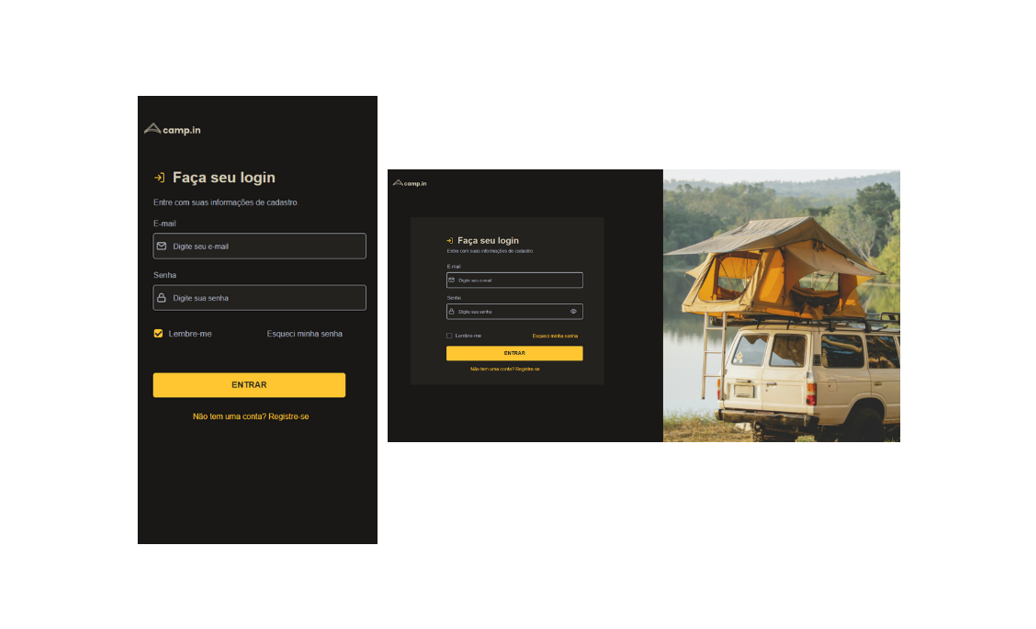 camp.in
Faça seu login
Entre com suas informações de cadastro.
E-mail
Digite seu e-mail
Senha
Digite sua senha
Lembre-me
Esqueci minha senha
ENTRAR
Não tem uma conta? Registre-se
camp.in
Faça seu login
Entre com suas informações de cadastro
E-mail
Digite seu e-mail
Senha
Digite sua senha
Lembre-me
Esqueci minha senha
ENTRAR
Não tem uma conta? Registre-se